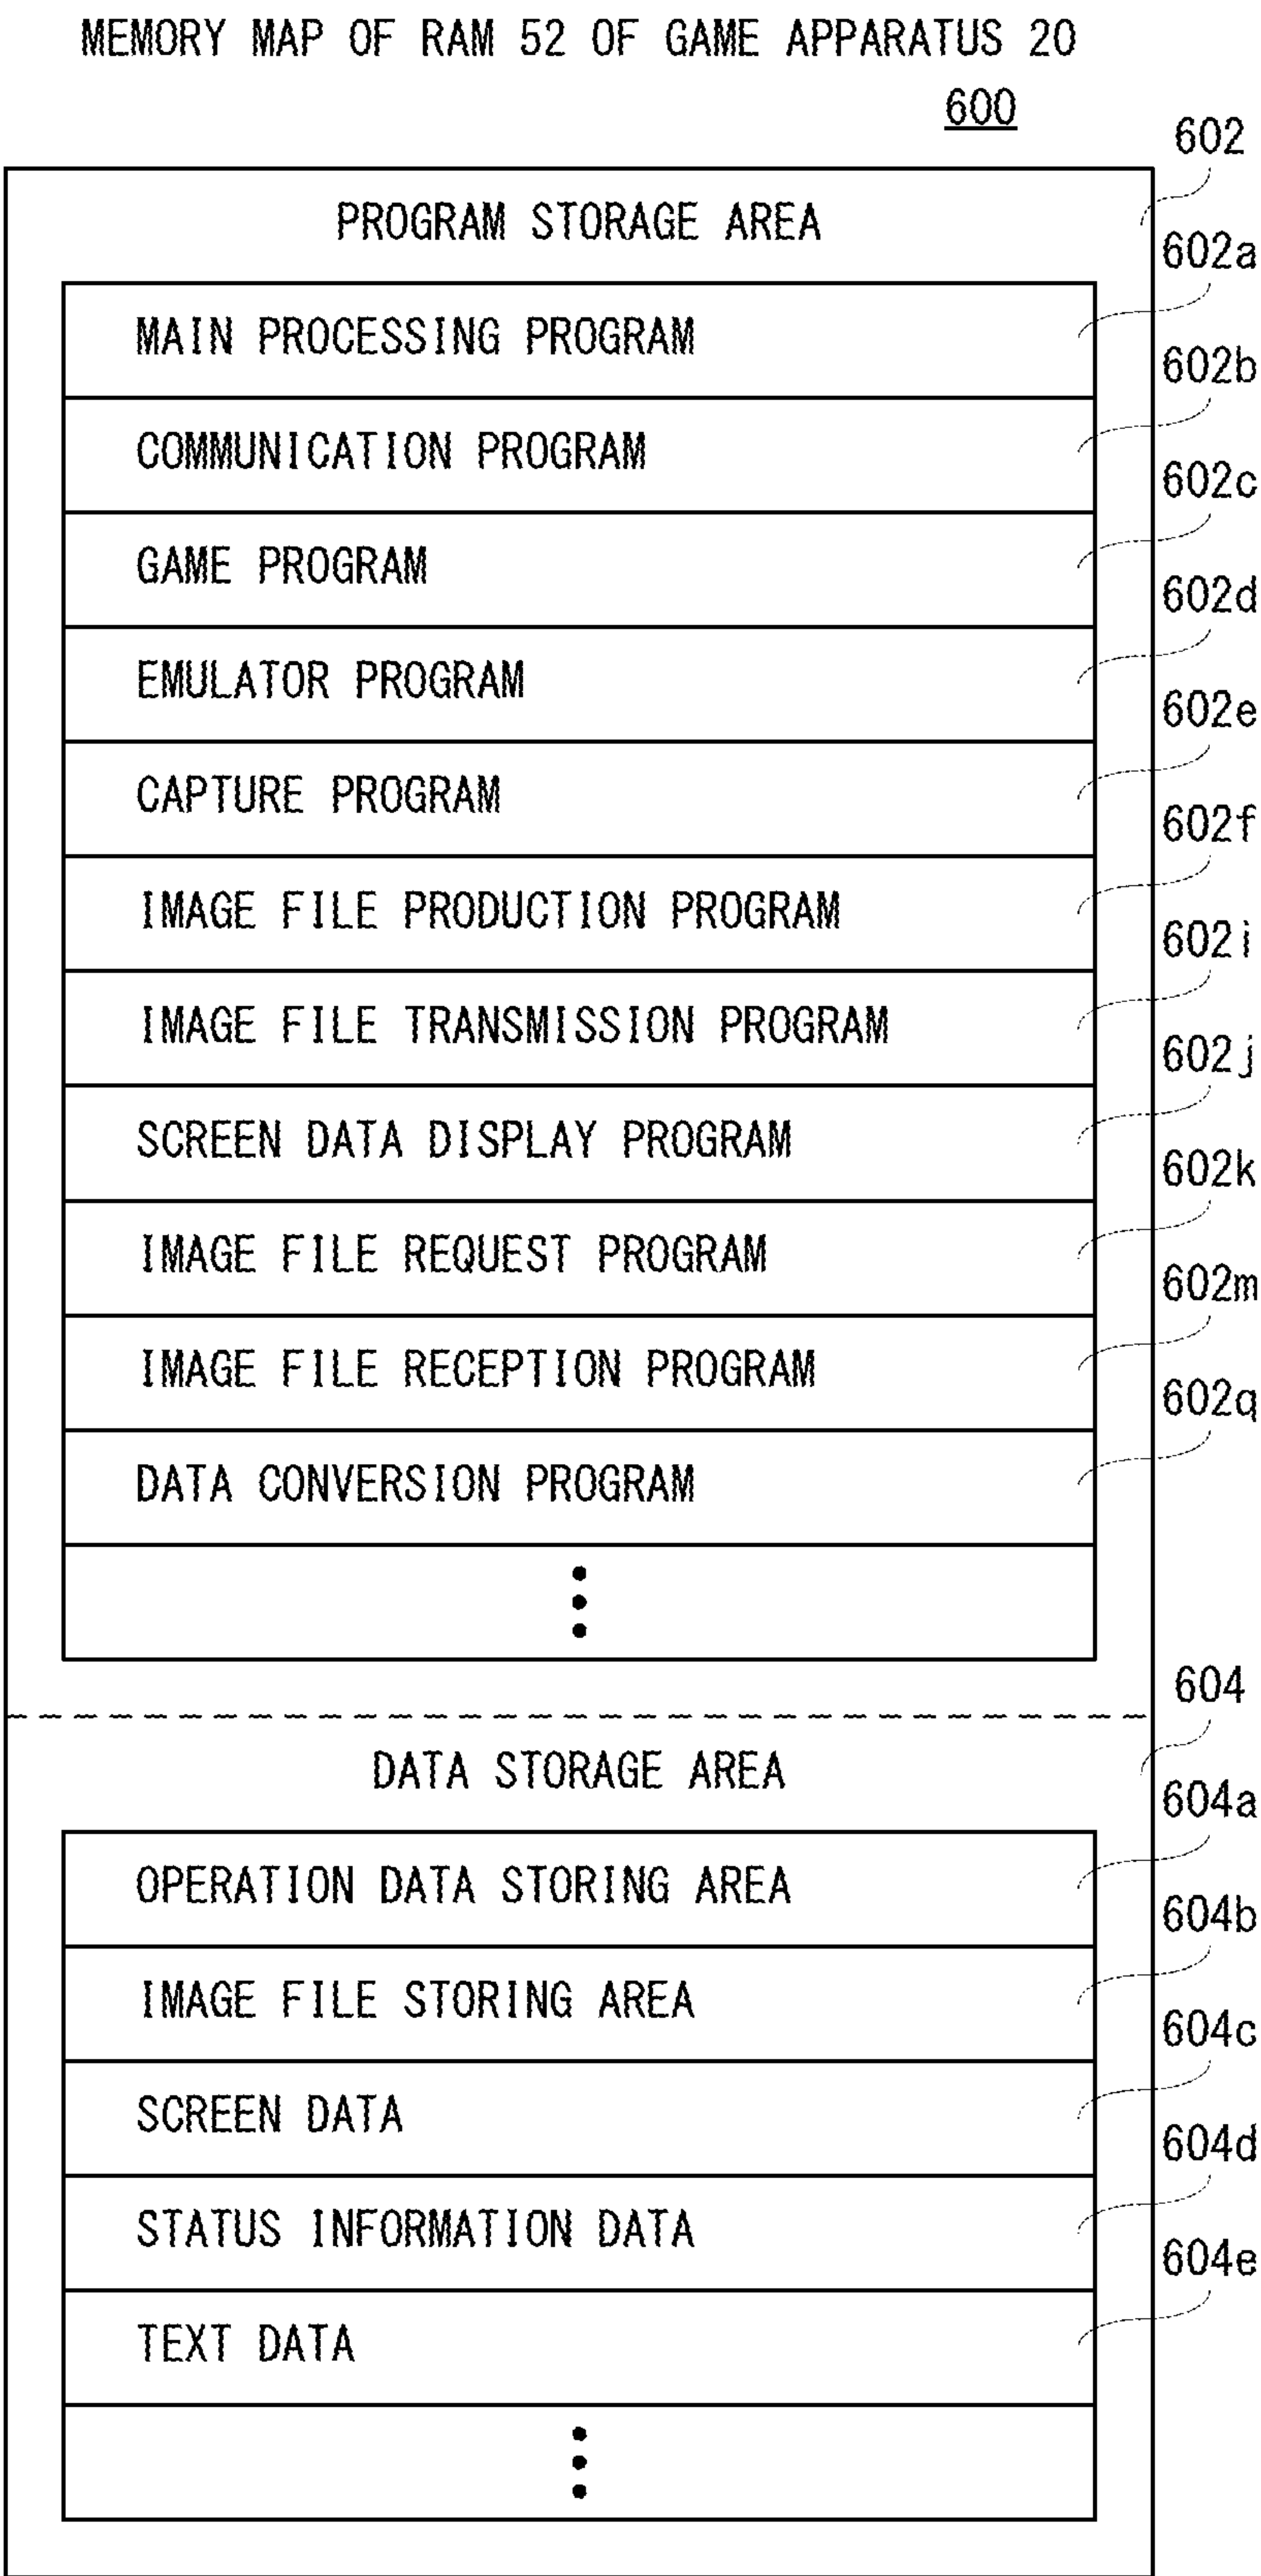 MEMORY MAP OF RAM 52 OF GAME APPARATUS 20
600
602
PROGRAM STORAGE AREA
602a
MAIN PROCESSING PROGRAM
602b
COMMUNICATION PROGRAM
602c
GAME PROGRAM
602d
EMULATOR PROGRAM
602e
CAPTURE PROGRAM
602f
IMAGE FILE PRODUCTION PROGRAM
602i
IMAGE FILE TRANSMISSION PROGRAM
602j
SCREEN DATA DISPLAY PROGRAM
602k
IMAGE FILE REQUEST PROGRAM
602m
IMAGE FILE RECEPTION PROGRAM
602q
DATA CONVERSION PROGRAM
604
DATA STORAGE AREA
604a
OPERATION DATA STORING AREA
604b
IMAGE FILE STORING AREA
604c
SCREEN DATA
604d
STATUS INFORMATION DATA
604e
TEXT DATA